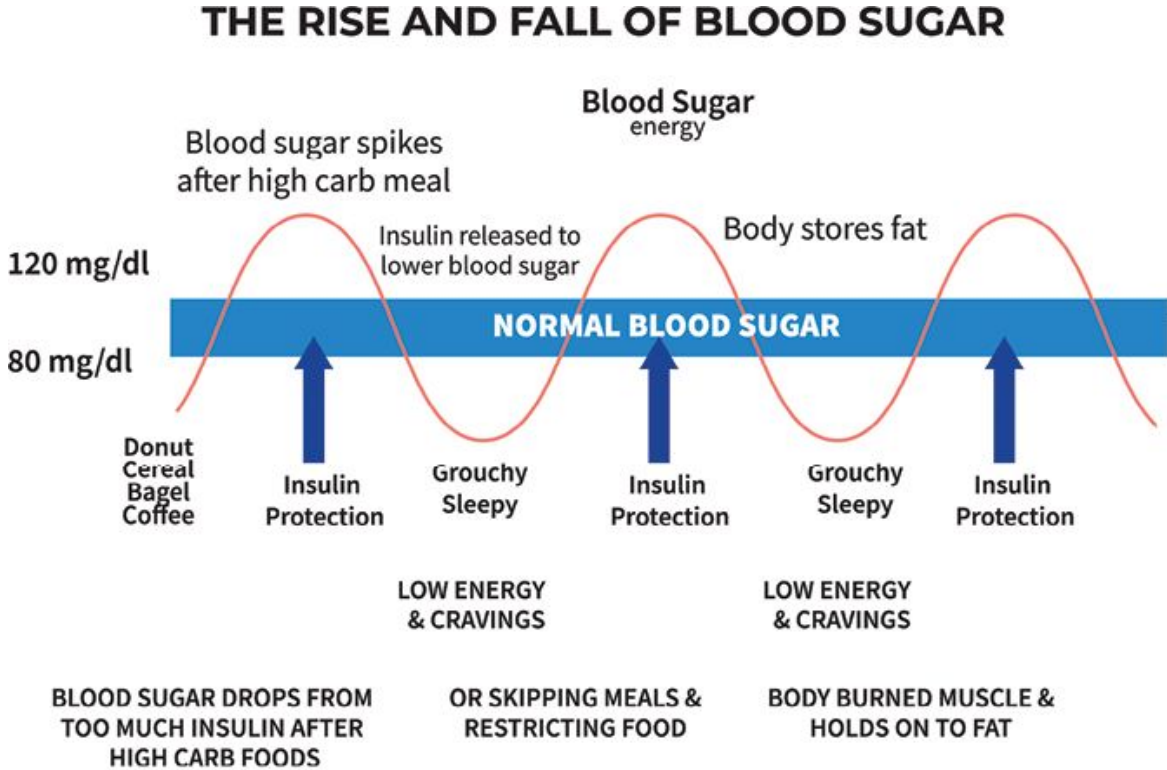 THE RISE AND FALL OF BLOOD SUGAR
Blood Sugar
energy
Blood sugar spikes
after high carb meal
Insulin released to
lower blood sugar
Body stores fat
120 mg/dl
NORMAL BLOOD SUGAR
80 mg/dl
Donut
Cereal
Bagel
Coffee
Insulin
Protection
Grouchy
Sleepy
Insulin
Protection
Grouchy
Sleepy
Insulin
Protection
LOW ENERGY
& CRAVINGS
LOW ENERGY
& CRAVINGS
BLOOD SUGAR DROPS FROM
TOO MUCH INSULIN AFTER
HIGH CARB FOODS
OR SKIPPING MEALS &
RESTRICTING FOOD
BODY BURNED MUSCLE &
HOLDS ON TO FAT